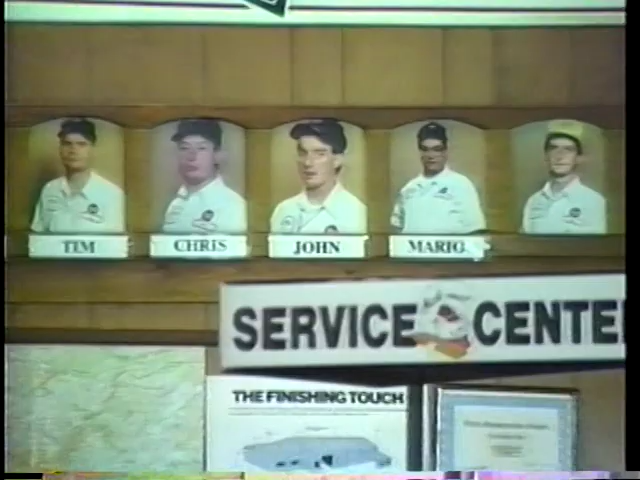 TIM CHRIS JOHN MARIO
SERVICE CENTE
THE FINISHING TOUCH